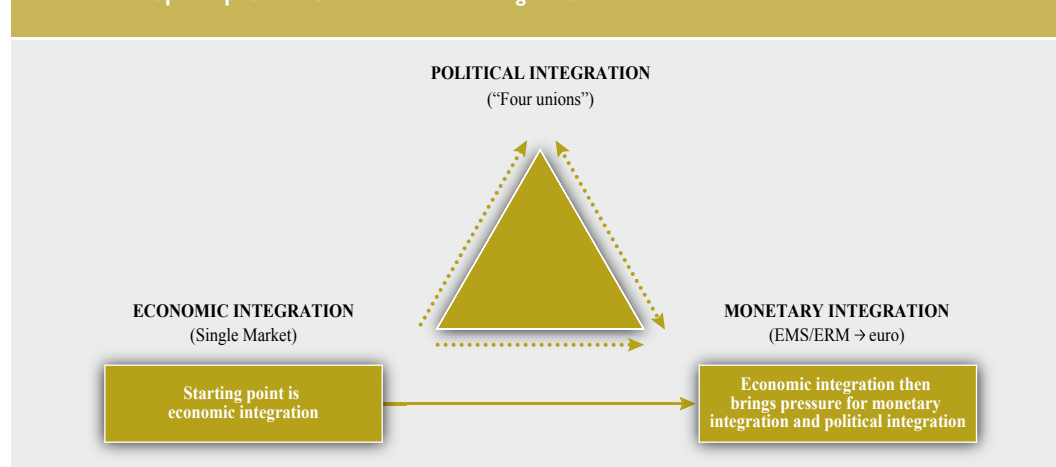 POLITICAL INTEGRATION
(“Four unions”)
ECONOMIC INTEGRATION
(Single Market)
MONETARY INTEGRATION
(EMS/ERM → euro)
Starting point is
economic integration
Economic integration then
brings pressure for monetary
integration and political integration